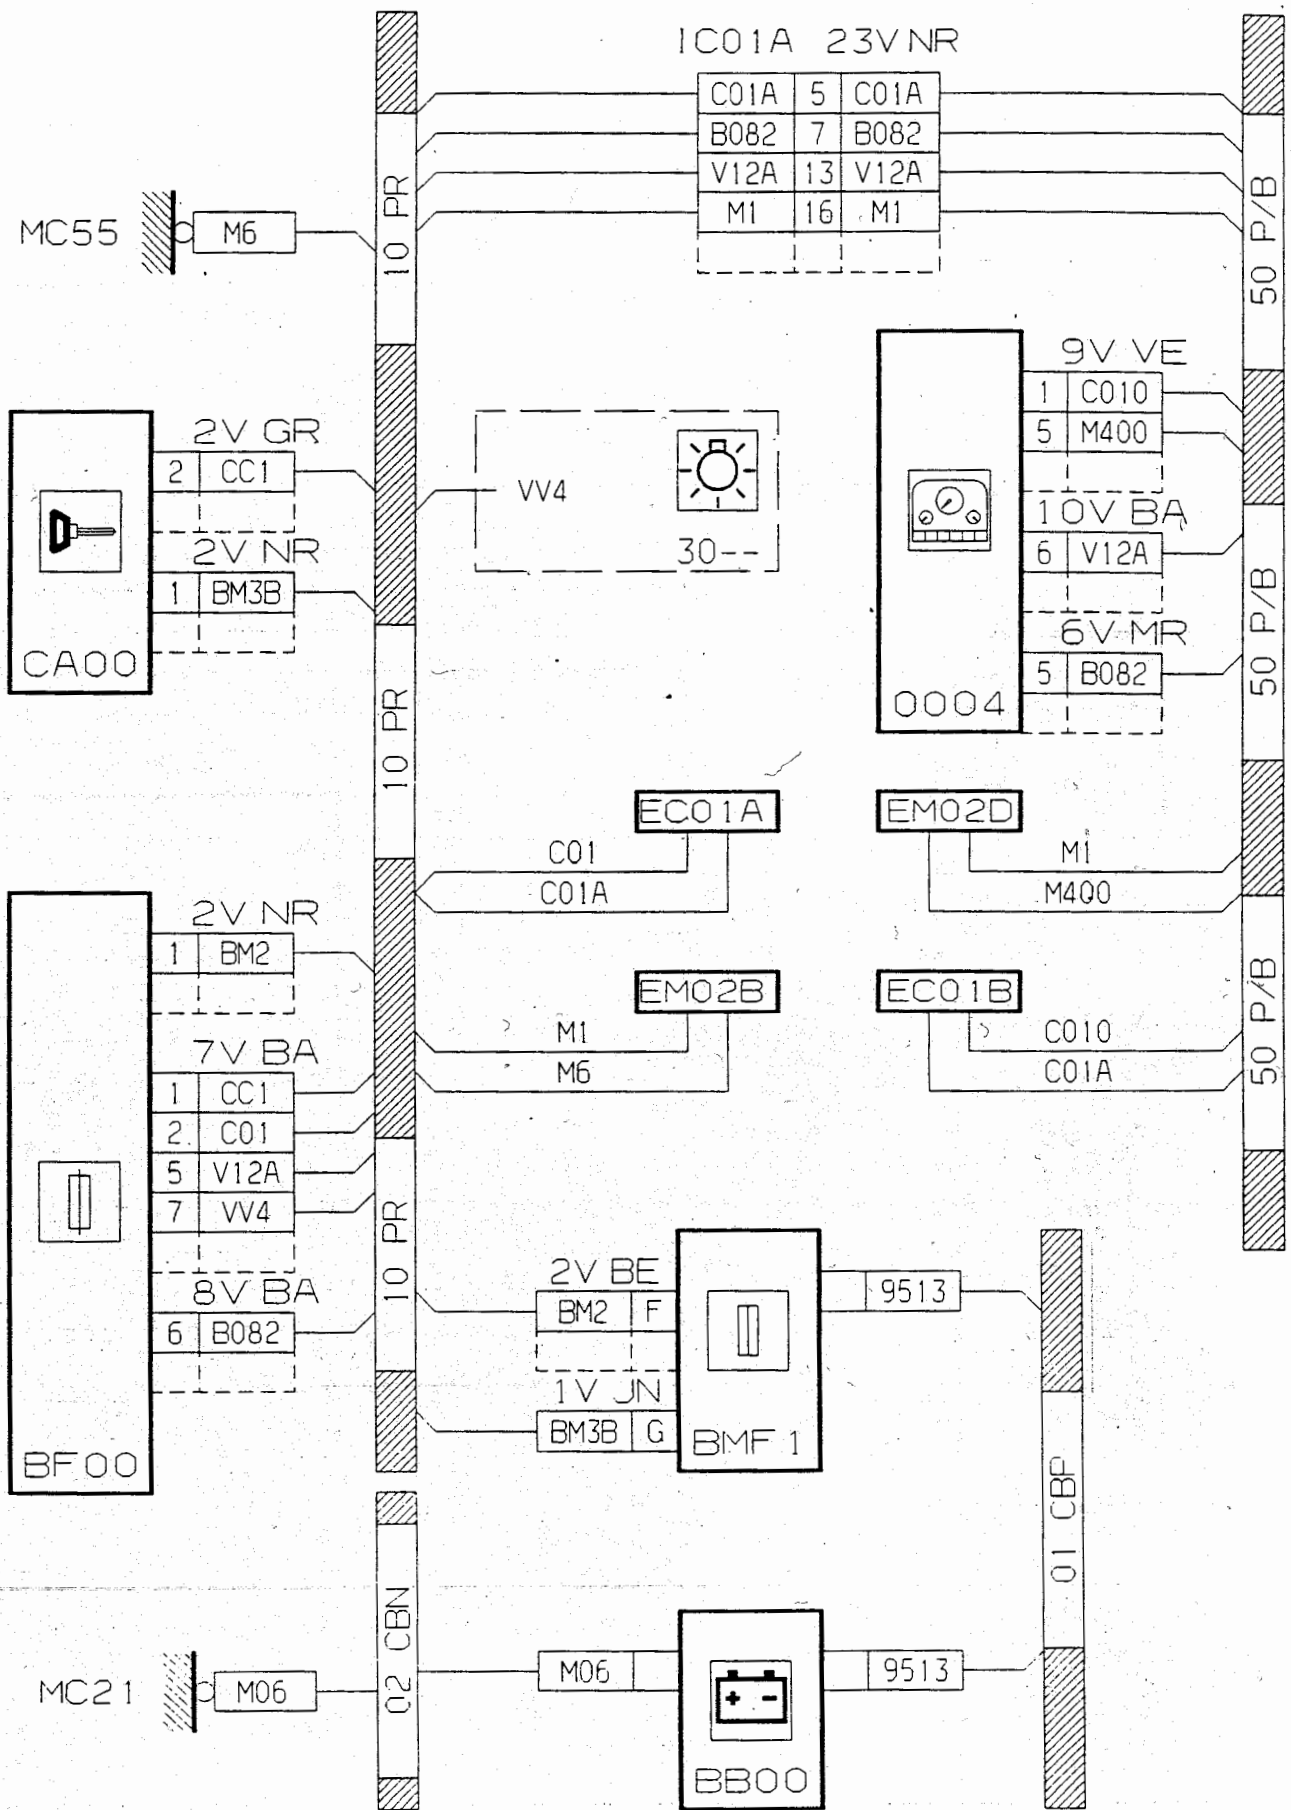 IC01A 23V NR
C01A 5 C01A
B082 7 B082
V12A 13 V12A
M1 16 M1
10 PR
50 P/B
MC55 M6
9V VE
1 C010
5 M400
10V BA
6 V12A
6V MR
5 B082
0004
50 P/B
2V GR
2 CC1
2V NR
1 BM3B
CA00
VV4
30--
10 PR
EC01A
C01
C01A
EM02D
M1
M400
2V NR
1 BM2
7V BA
1 CC1
2 C01
5 V12A
7 VV4
8V BA
6 B082
BF00
EM02B
M1
M6
EC01B
C010
C01A
50 P/B
10 PR
2V BE
BM2 F
1V JN
BM3B G
BMF1
9513
01 CBP
02 CBN
MC21 M06
M06
9513
+ -
BB00